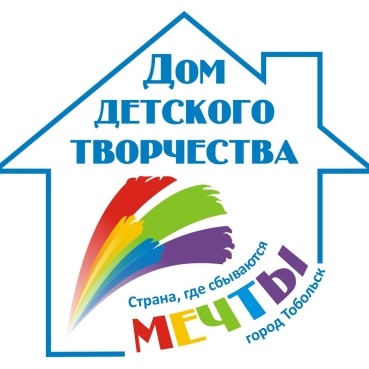 Дом
детского
творчества
Страна, где сбываются
МЕЧТЫ
город Тобольск